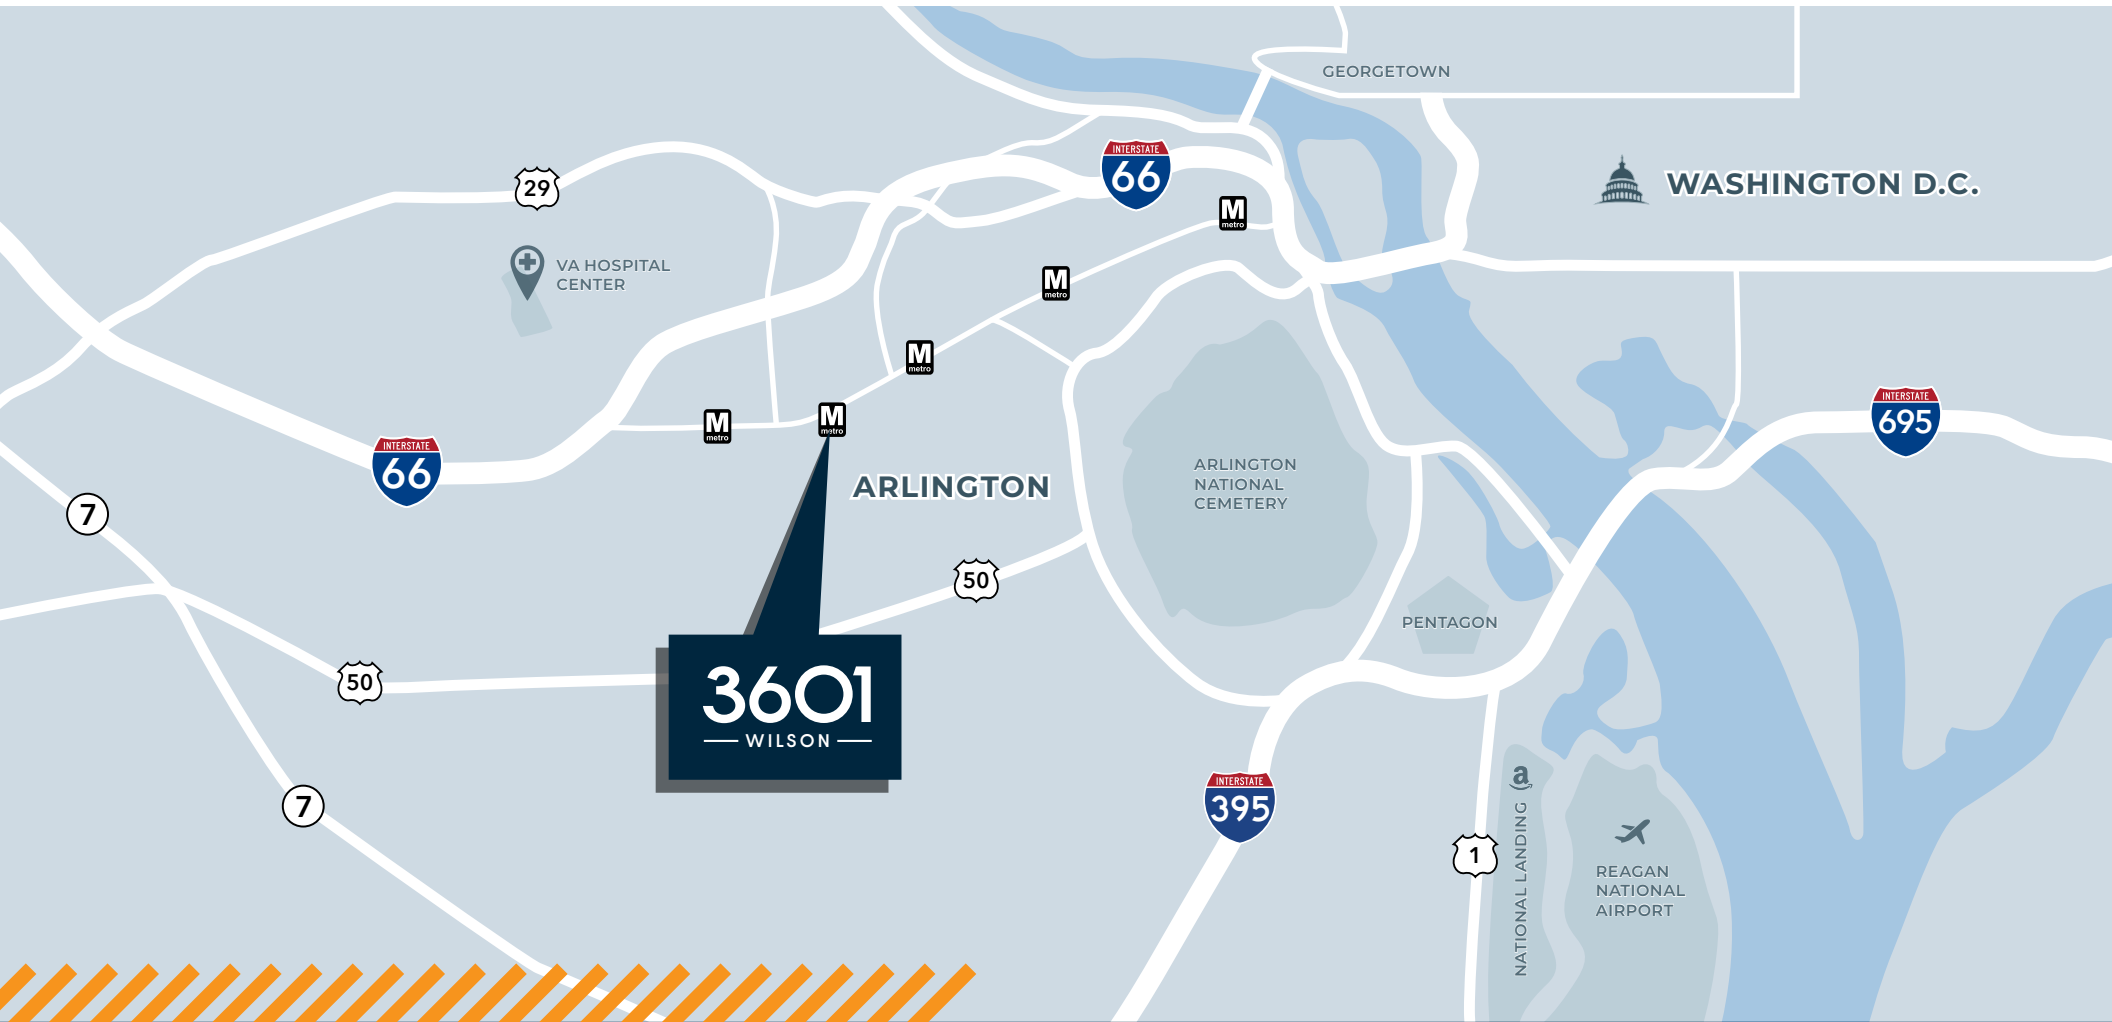 GEORGETOWN
INTERSTATE
66
29
WASHINGTON D.C.
M
metro
VA HOSPITAL
CENTER
M
metro
M
metro
M
metro
M
metro
INTERSTATE
695
INTERSTATE
66
ARLINGTON
ARLINGTON
NATIONAL
CEMETERY
7
50
PENTAGON
50
3601
WILSON
INTERSTATE
395
7
1
a
NATIONAL LANDING
REAGAN
NATIONAL
AIRPORT